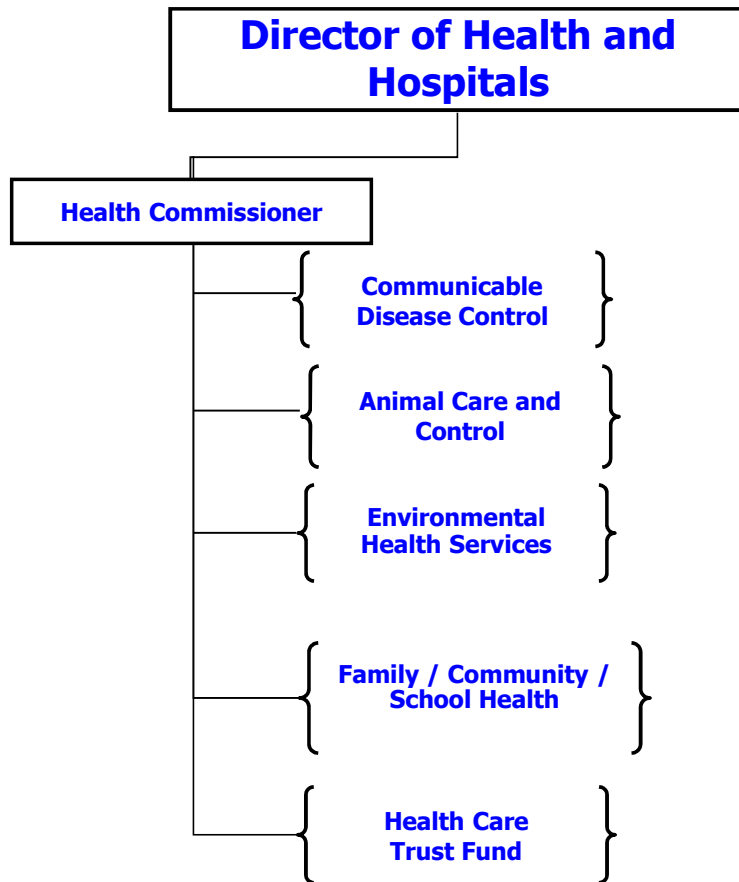 Director of Health and
Hospitals
Health Commissioner
Communicable
Disease Control
Animal Care and
Control
Environmental
Health Services
Family / Community /
School Health
Health Care
Trust Fund